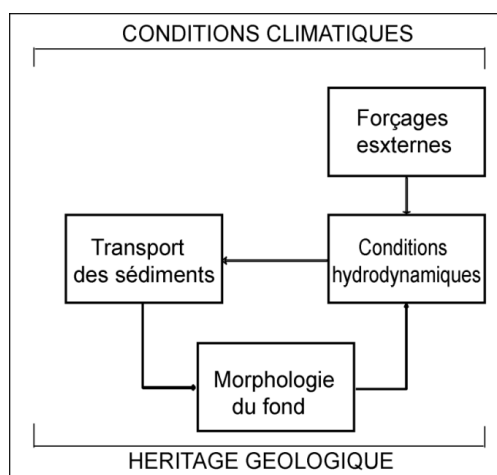 CONDITIONS CLIMATIQUES
Forçages
esxternes
Transport
des sédiments
Conditions
hydrodynamiques
Morphologie
du fond
HERITAGE GEOLOGIQUE